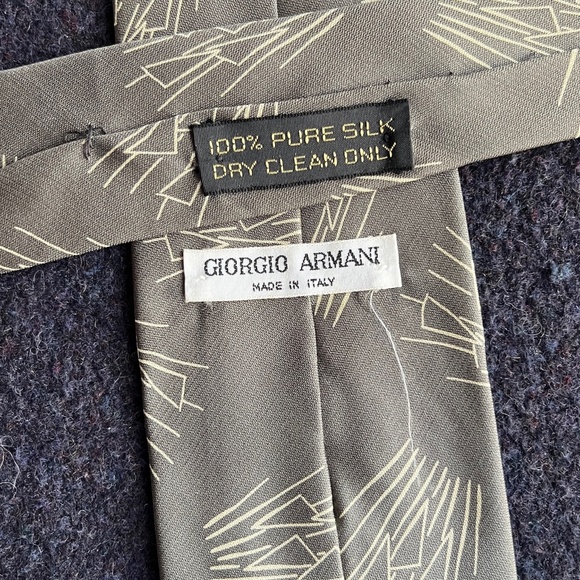 100% PURE SILK
DRY CLEAN ONLY
GIORGIO ARMANI
MADE IN ITALY